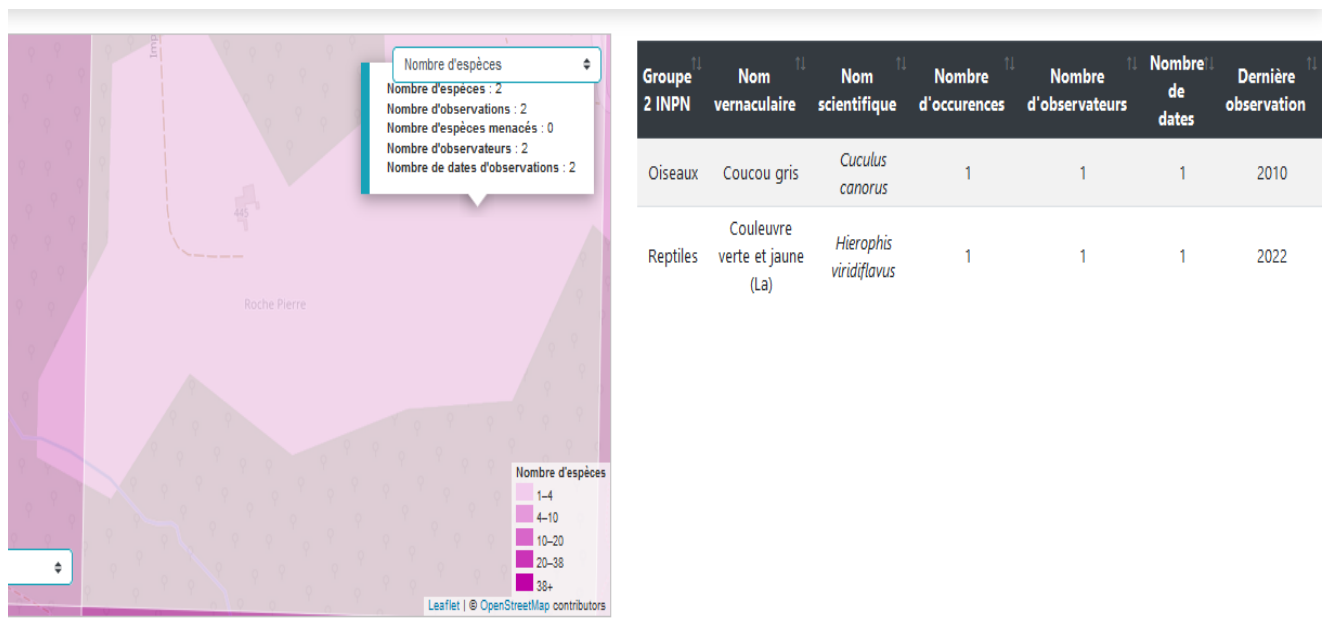 Imp
Nombre d'espèces
Nombre d'espèces : 2
Nombre d'observations : 2
Nombre d'espèces menacés : 0
Nombre d'observateurs : 2
Nombre de dates d'observations : 2
445
Roche Pierre
Nombre d'espèces
1–4
4–10
10–20
20–38
38+
Leaflet | © OpenStreetMap contributors
Groupe 2 INPN Nom vernaculaire Nom scientifique Nombre d'occurences Nombre d'observateurs Nombre de dates Dernière observation
Oiseaux Coucou gris Cuculus canorus 1 1 1 2010
Reptiles Couleuvre verte et jaune (La) Hierophis viridiflavus 1 1 1 2022